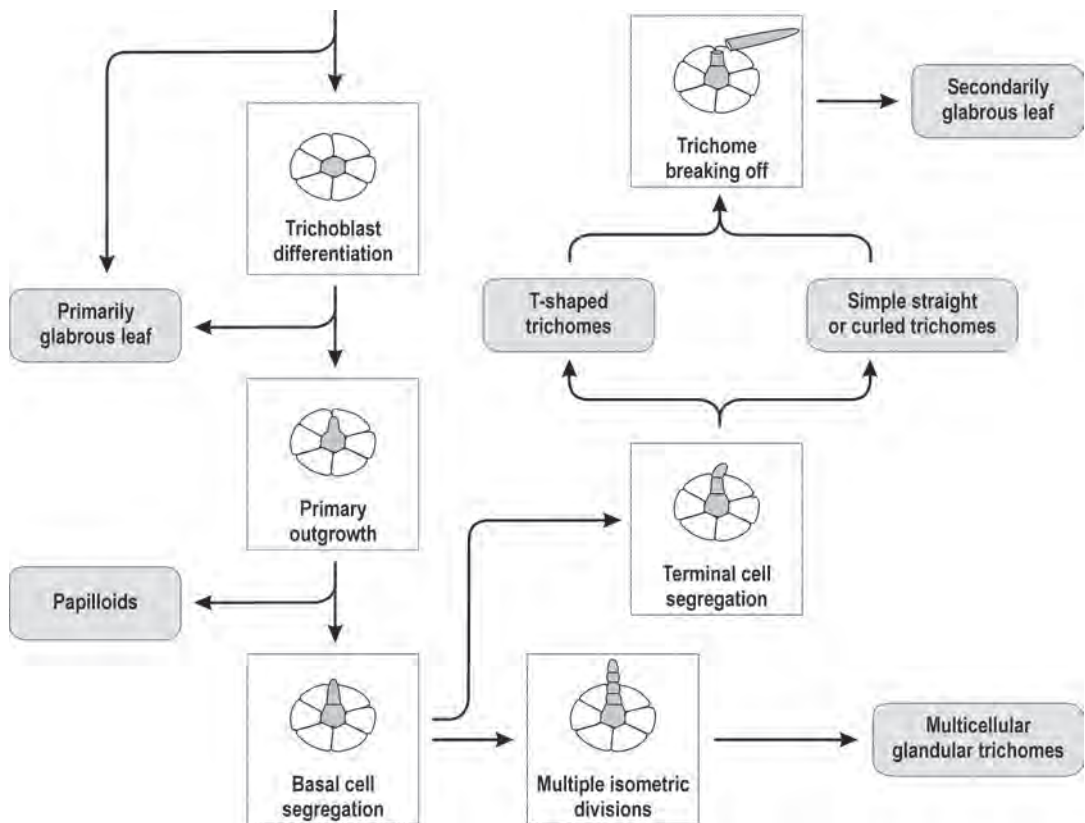 Trichoblast
differentiation
Primarily
glabrous leaf
Primary
outgrowth
Papilloids
Basal cell
segregation
Multiple isometric
divisions
Multicellular
glandular trichomes
Terminal cell
segregation
T-shaped
trichomes
Simple straight
or curled trichomes
Trichome
breaking off
Secondarily
glabrous leaf